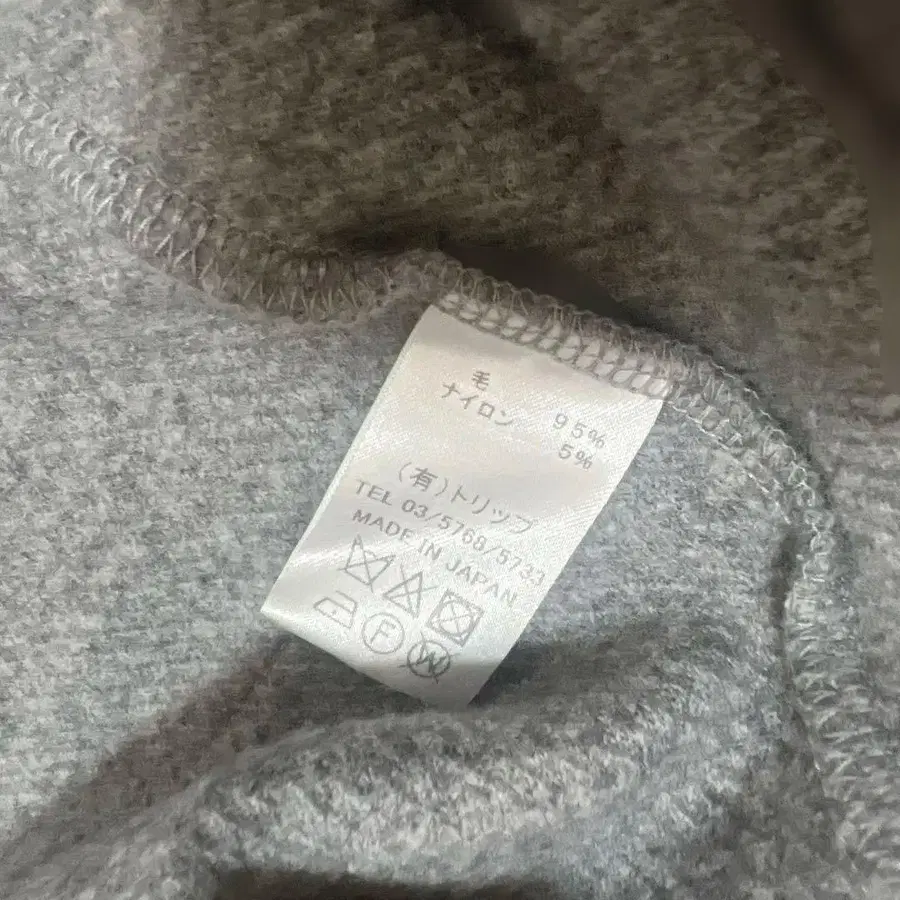 毛 95%
ナイロン 5%
(有)トリップ
TEL 03/5768/5733
MADE IN JAPAN
F
W